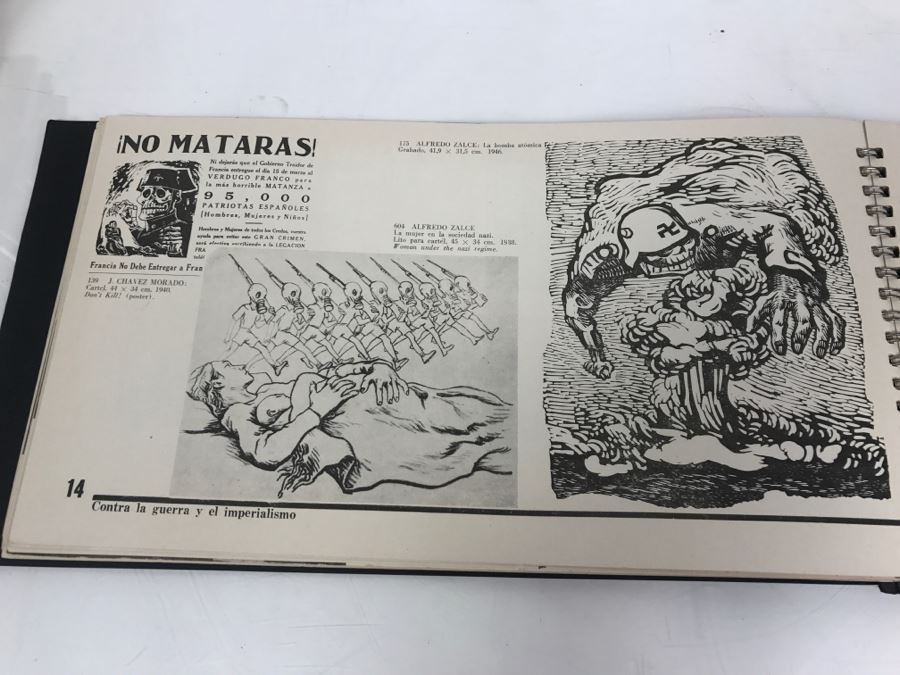 ¡NO MATARAS!
Ni dejarás que el Gobierno Traidor de
Francia entregue el día 15 de marzo al
VERDUGO FRANCO para
la más horrible MATANZA a
95,000
PATRIOTAS ESPAÑOLES
[Hombres, Mujeres y Niños]
Hombres y Mujeres de todos los Credos, vuestra
ayuda para evitar este GRAN CRIMEN,
será efectiva escribiendo a la LEGACION
FRA
Francia No Debe Entregar a Fran
139 J. CHAVEZ MORADO:
Cartel. 44 × 34 cm. 1940.
Don't Kill! (poster).
175 ALFREDO ZALCE: La bomba atómica
Grabado, 41,9 × 31,5 cm. 1946.
604 ALFREDO ZALCE
La mujer en la sociedad nazi.
Lito para cartel, 45 × 34 cm. 1938.
Woman under the nazi regime.
14
Contra la guerra y el imperialismo